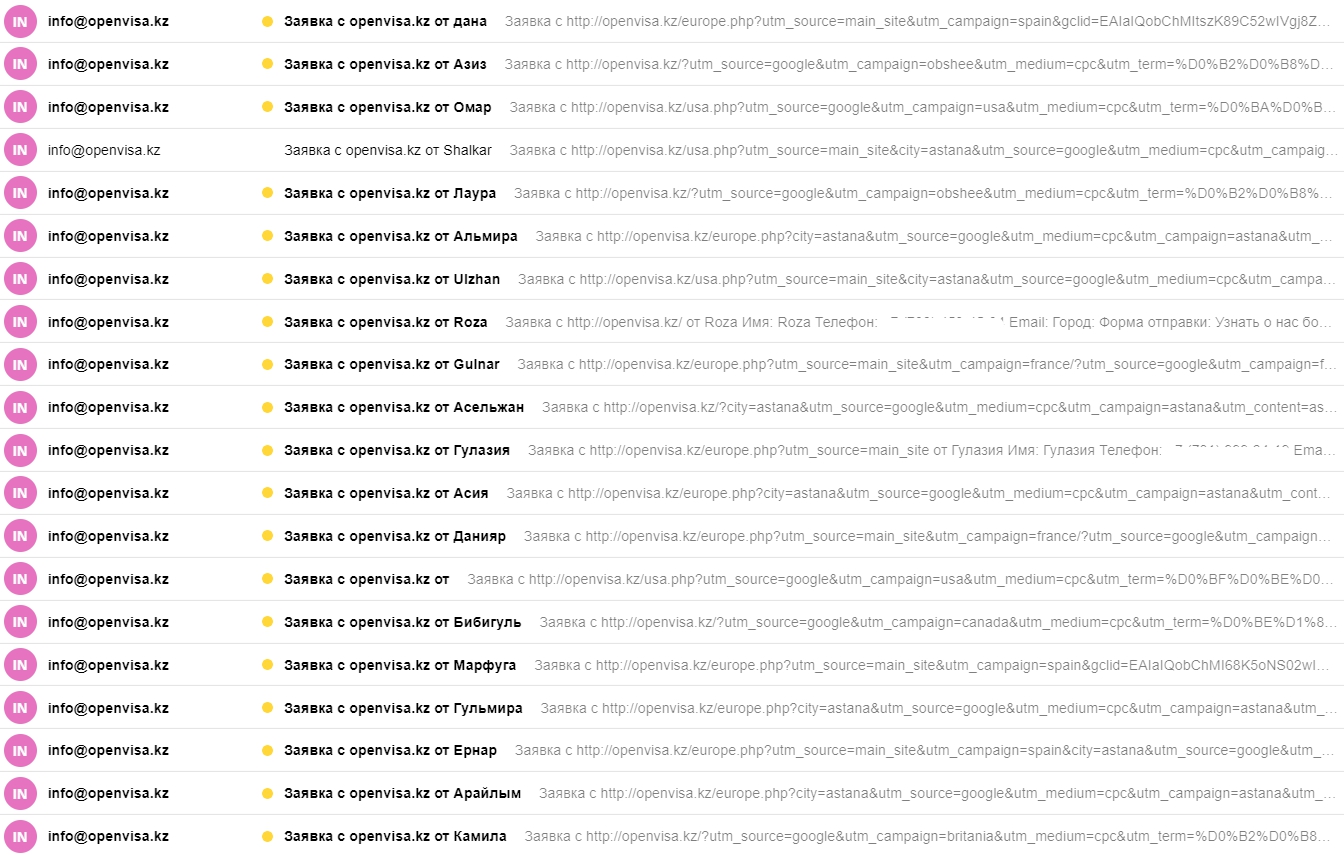 IN info@openvisa.kz Заявка с openvisa.kz от дана Заявка с http://openvisa.kz/europe.php?utm_source=main_site&utm_campaign=spain&gclid=EAIaIQobChMItszK89C52wIVgj8Z...
IN info@openvisa.kz Заявка с openvisa.kz от Азиз Заявка с http://openvisa.kz/?utm_source=google&utm_campaign=obshee&utm_medium=cpc&utm_term=%D0%B2%D0%B8%D...
IN info@openvisa.kz Заявка с openvisa.kz от Омар Заявка с http://openvisa.kz/usa.php?utm_source=google&utm_campaign=usa&utm_medium=cpc&utm_term=%D0%BA%D0%B...
IN info@openvisa.kz Заявка с openvisa.kz от Shalkar Заявка с http://openvisa.kz/usa.php?utm_source=main_site&city=astana&utm_source=google&utm_medium=cpc&utm_campaig...
IN info@openvisa.kz Заявка с openvisa.kz от Лаура Заявка с http://openvisa.kz/?utm_source=google&utm_campaign=obshee&utm_medium=cpc&utm_term=%D0%B2%D0%B8%...
IN info@openvisa.kz Заявка с openvisa.kz от Альмира Заявка с http://openvisa.kz/europe.php?city=astana&utm_source=google&utm_medium=cpc&utm_campaign=astana&utm_...
IN info@openvisa.kz Заявка с openvisa.kz от Ulzhan Заявка с http://openvisa.kz/usa.php?utm_source=main_site&city=astana&utm_source=google&utm_medium=cpc&utm_campa...
IN info@openvisa.kz Заявка с openvisa.kz от Roza Заявка с http://openvisa.kz/ от Roza Имя: Roza Телефон: Email: Город: Форма отправки: Узнать о нас бо...
IN info@openvisa.kz Заявка с openvisa.kz от Gulnar Заявка с http://openvisa.kz/europe.php?utm_source=main_site&utm_campaign=france/?utm_source=google&utm_campaign=f...
IN info@openvisa.kz Заявка с openvisa.kz от Асельжан Заявка с http://openvisa.kz/?city=astana&utm_source=google&utm_medium=cpc&utm_campaign=astana&utm_content=as...
IN info@openvisa.kz Заявка с openvisa.kz от Гулазия Заявка с http://openvisa.kz/europe.php?utm_source=main_site от Гулазия Имя: Гулазия Телефон: Ema...
IN info@openvisa.kz Заявка с openvisa.kz от Асия Заявка с http://openvisa.kz/europe.php?city=astana&utm_source=google&utm_medium=cpc&utm_campaign=astana&utm_cont...
IN info@openvisa.kz Заявка с openvisa.kz от Данияр Заявка с http://openvisa.kz/europe.php?utm_source=main_site&utm_campaign=france/?utm_source=google&utm_campaign...
IN info@openvisa.kz Заявка с openvisa.kz от Заявка с http://openvisa.kz/usa.php?utm_source=google&utm_campaign=usa&utm_medium=cpc&utm_term=%D0%BF%D0%BE%D0...
IN info@openvisa.kz Заявка с openvisa.kz от Бибигуль Заявка с http://openvisa.kz/?utm_source=google&utm_campaign=canada&utm_medium=cpc&utm_term=%D0%BE%D1%8...
IN info@openvisa.kz Заявка с openvisa.kz от Марфуга Заявка с http://openvisa.kz/europe.php?utm_source=main_site&utm_campaign=spain&gclid=EAIaIQobChMI68K5oNS02wI...
IN info@openvisa.kz Заявка с openvisa.kz от Гульмира Заявка с http://openvisa.kz/europe.php?city=astana&utm_source=google&utm_medium=cpc&utm_campaign=astana&utm_...
IN info@openvisa.kz Заявка с openvisa.kz от Ернар Заявка с http://openvisa.kz/europe.php?utm_source=main_site&utm_campaign=spain&city=astana&utm_source=google&utm_...
IN info@openvisa.kz Заявка с openvisa.kz от Арайлым Заявка с http://openvisa.kz/europe.php?city=astana&utm_source=google&utm_medium=cpc&utm_campaign=astana&utm_...
IN info@openvisa.kz Заявка с openvisa.kz от Камила Заявка с http://openvisa.kz/?utm_source=google&utm_campaign=britania&utm_medium=cpc&utm_term=%D0%B2%D0%B8...